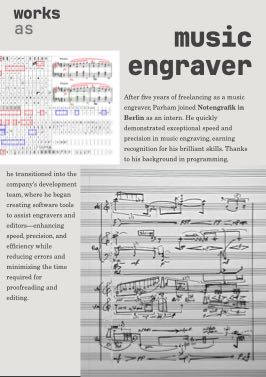 works
as
music
engraver
After five years of freelancing as a music
engraver, Parham joined Notengrafik in
Berlin as an intern. He quickly
demonstrated exceptional speed and
precision in music engraving, earning
recognition for his brilliant skills. Thanks
to his background in programming,
he transitioned into the
company's development
team, where he began
creating software tools
to assist engravers and
editors—enhancing
speed, precision, and
efficiency while
reducing errors and
minimizing the time
required for
proofreading and
editing.